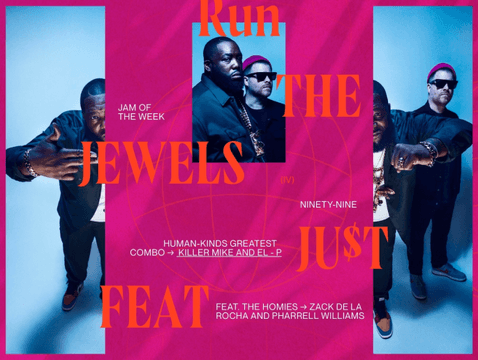 Run
THE
JAM OF
THE WEEK
JEWELS
(IV)
NINETY-NINE
HUMAN-KINDS GREATEST
COMBO → KILLER MIKE AND EL - P
JU$T
FEAT
FEAT. THE HOMIES → ZACK DE LA
ROCHA AND PHARRELL WILLIAMS